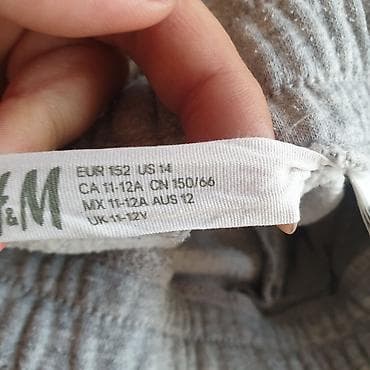 H&M
EUR 152 US 14
CA 11-12A CN 150/66
MX 11-12A AUS 12
UK 11-12Y